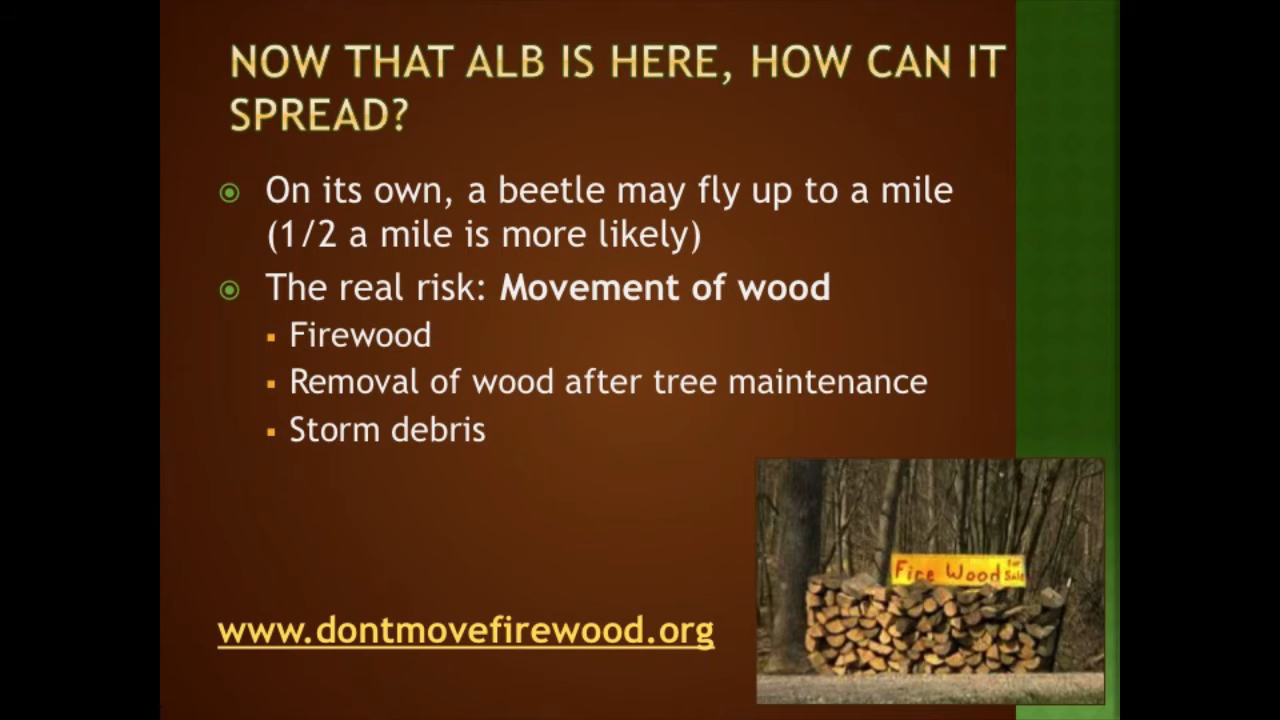 NOW THAT ALB IS HERE, HOW CAN IT
SPREAD?
On its own, a beetle may fly up to a mile
(1/2 a mile is more likely)
The real risk: Movement of wood
Firewood
Removal of wood after tree maintenance
Storm debris
Fire Wood for Sale
www.dontmovefirewood.org